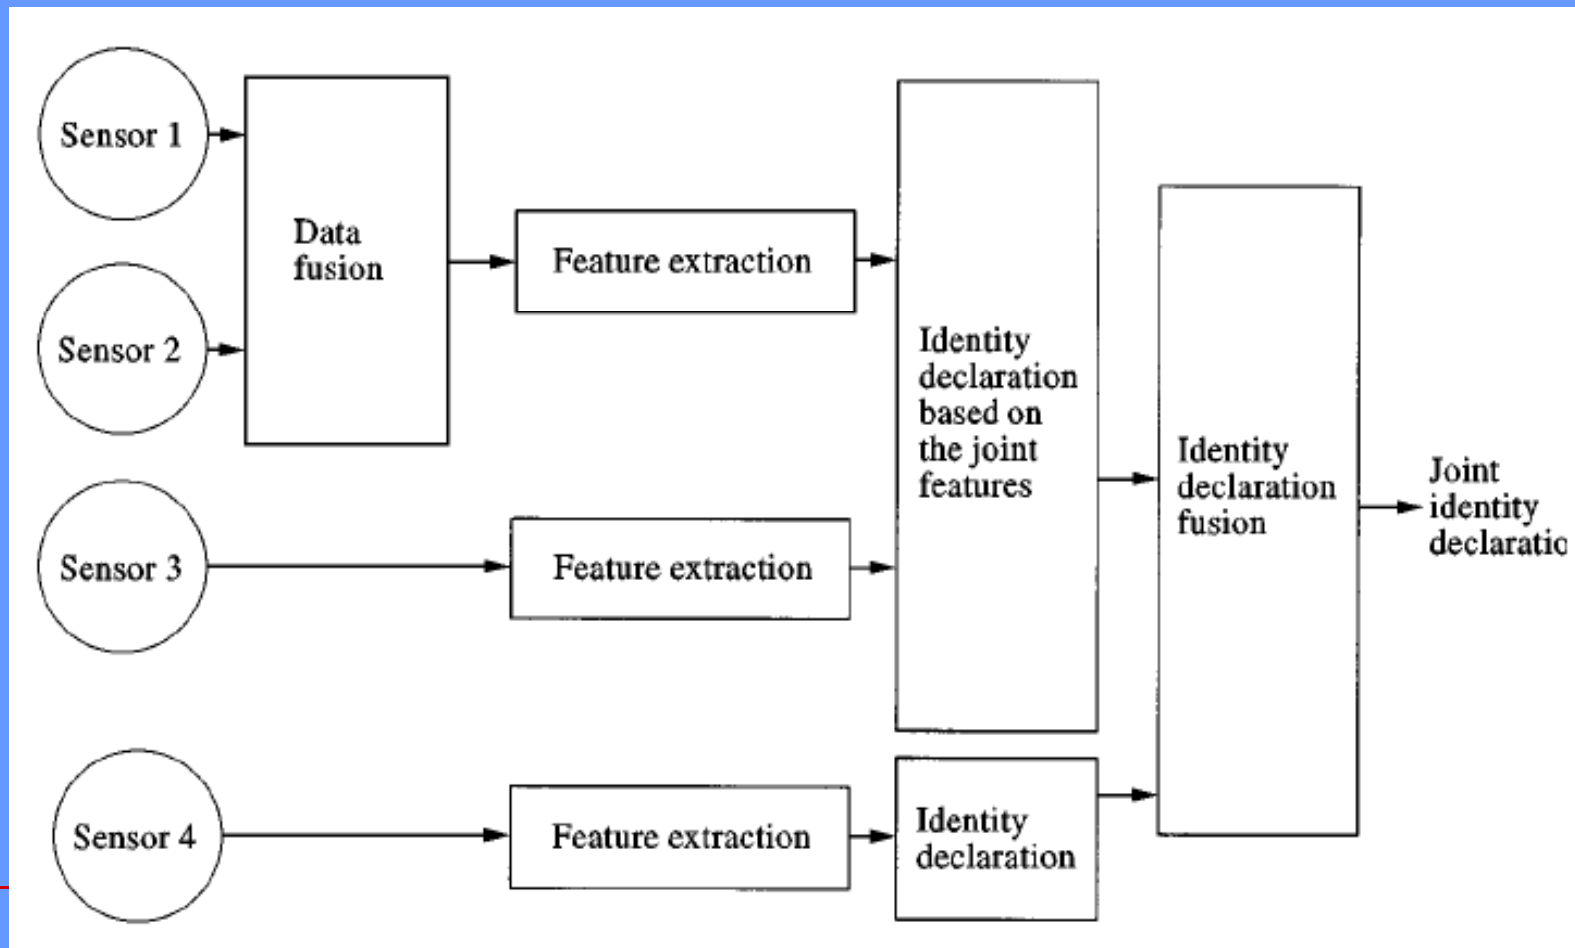 Sensor 1
Data
fusion
Sensor 2
Feature extraction
Identity
declaration
based on
the joint
features
Sensor 3
Feature extraction
Identity
declaration
fusion
Joint
identity
declaratio
Sensor 4
Feature extraction
Identity
declaration